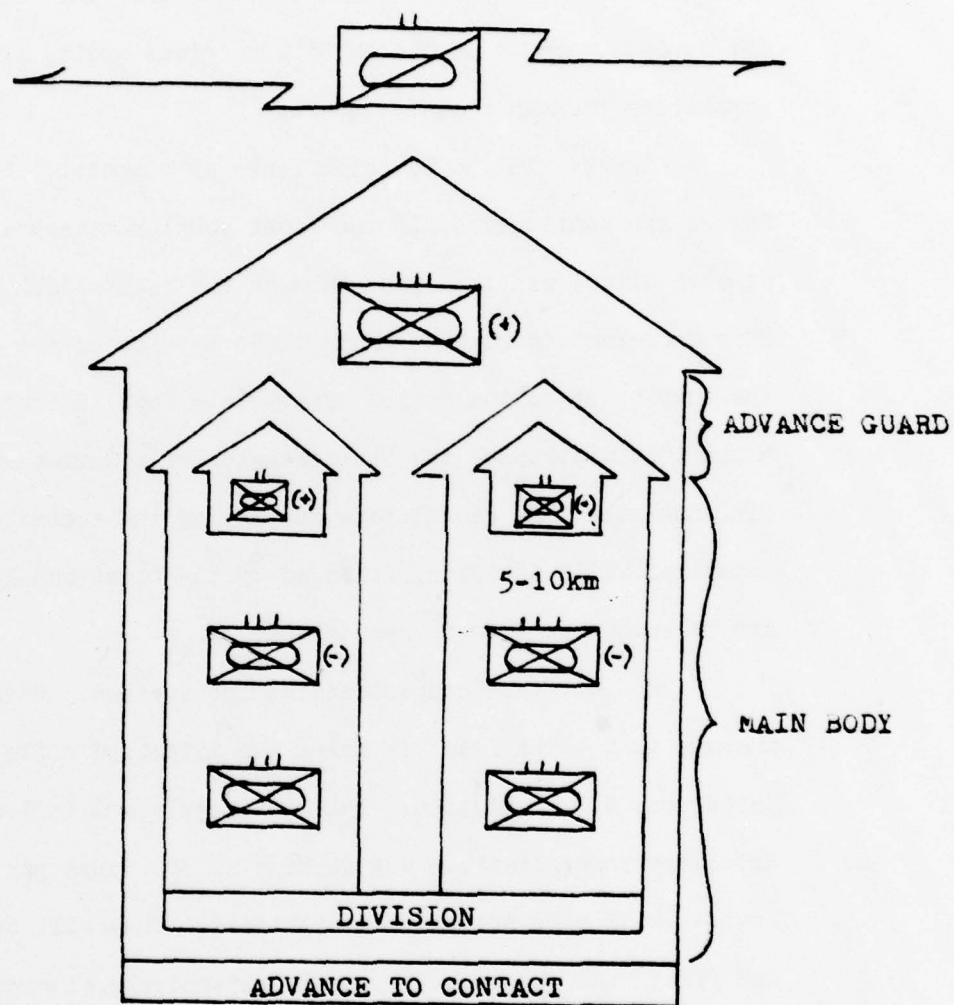 (+)
ADVANCE GUARD
(+)
(+)
5-10km
(-)
(-)
MAIN BODY
DIVISION
ADVANCE TO CONTACT